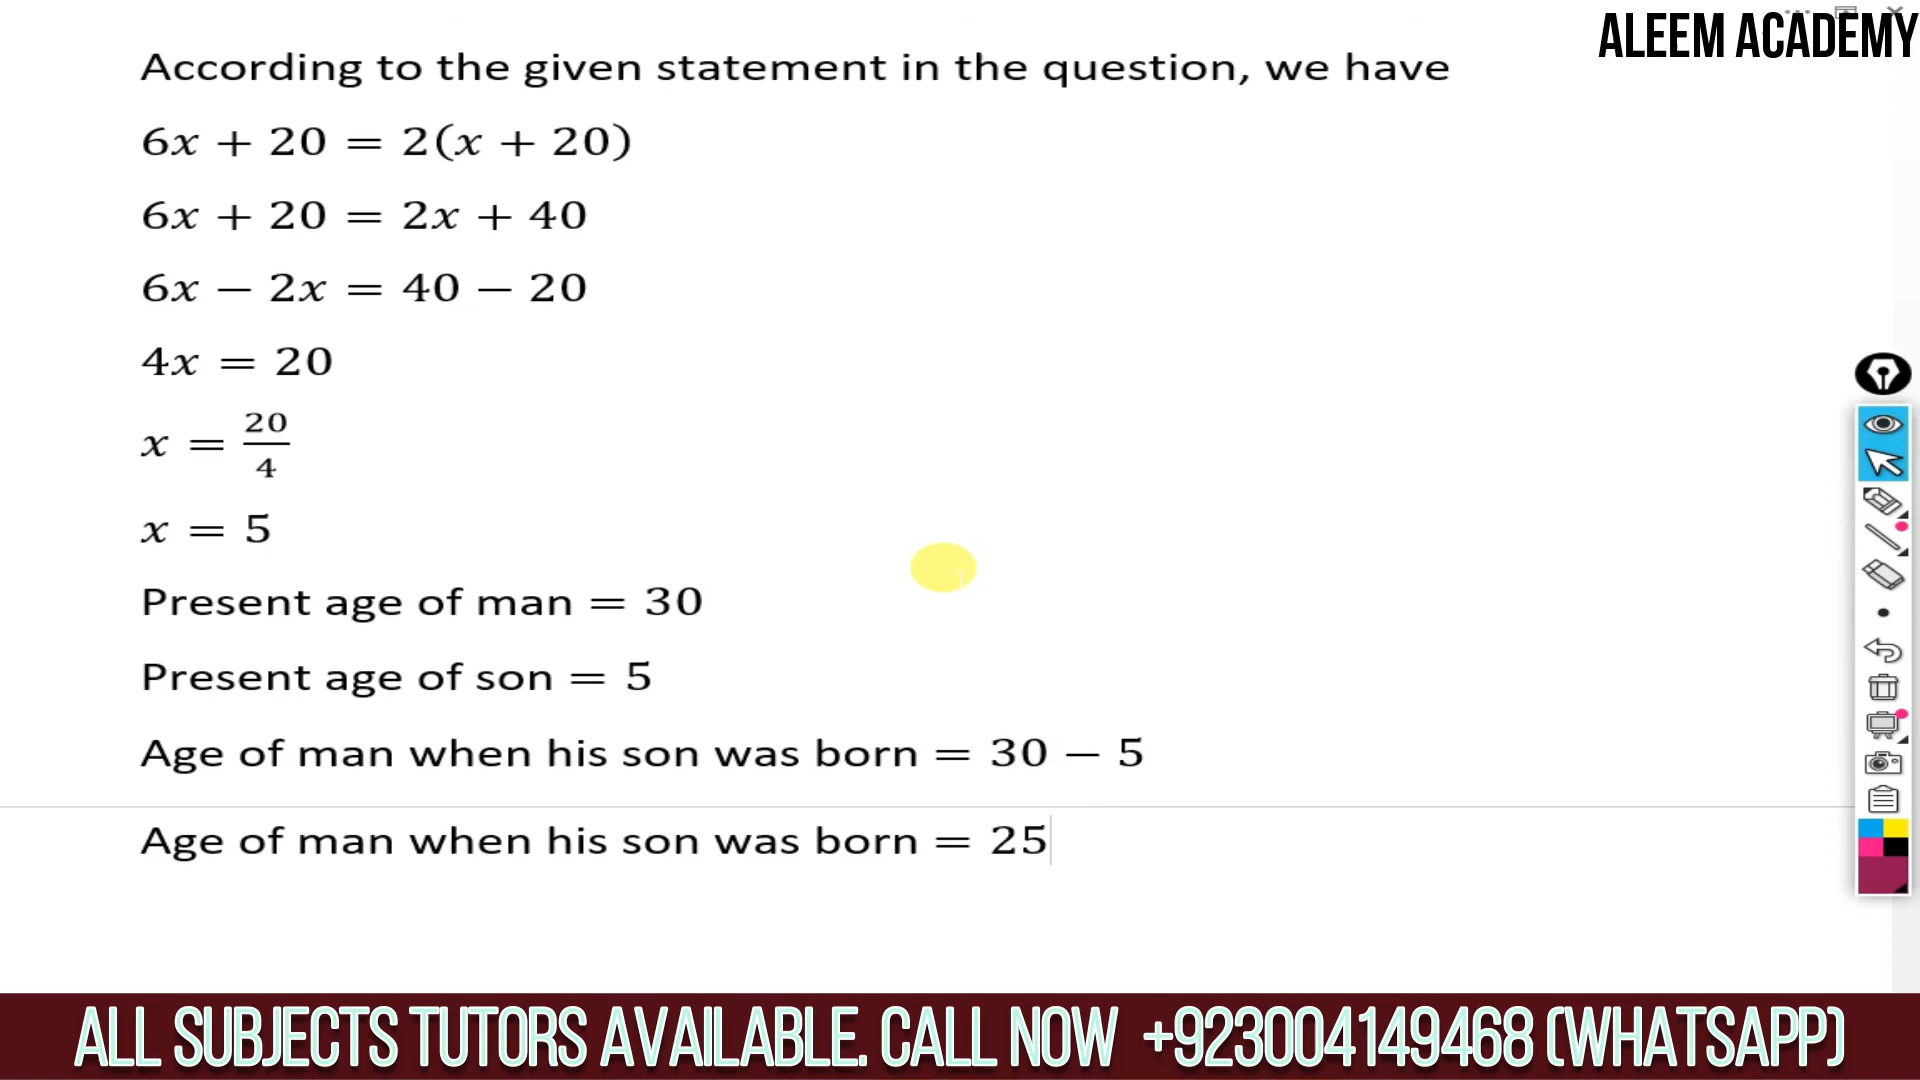 ALEEM ACADEMY
According to the given statement in the question, we have
6x + 20 = 2(x + 20)
6x + 20 = 2x + 40
6x − 2x = 40 − 20
4x = 20
x = 20/4
x = 5
Present age of man = 30
Present age of son = 5
Age of man when his son was born = 30 − 5
Age of man when his son was born = 25
ALL SUBJECTS TUTORS AVAILABLE. CALL NOW +923004149468 (WHATSAPP)